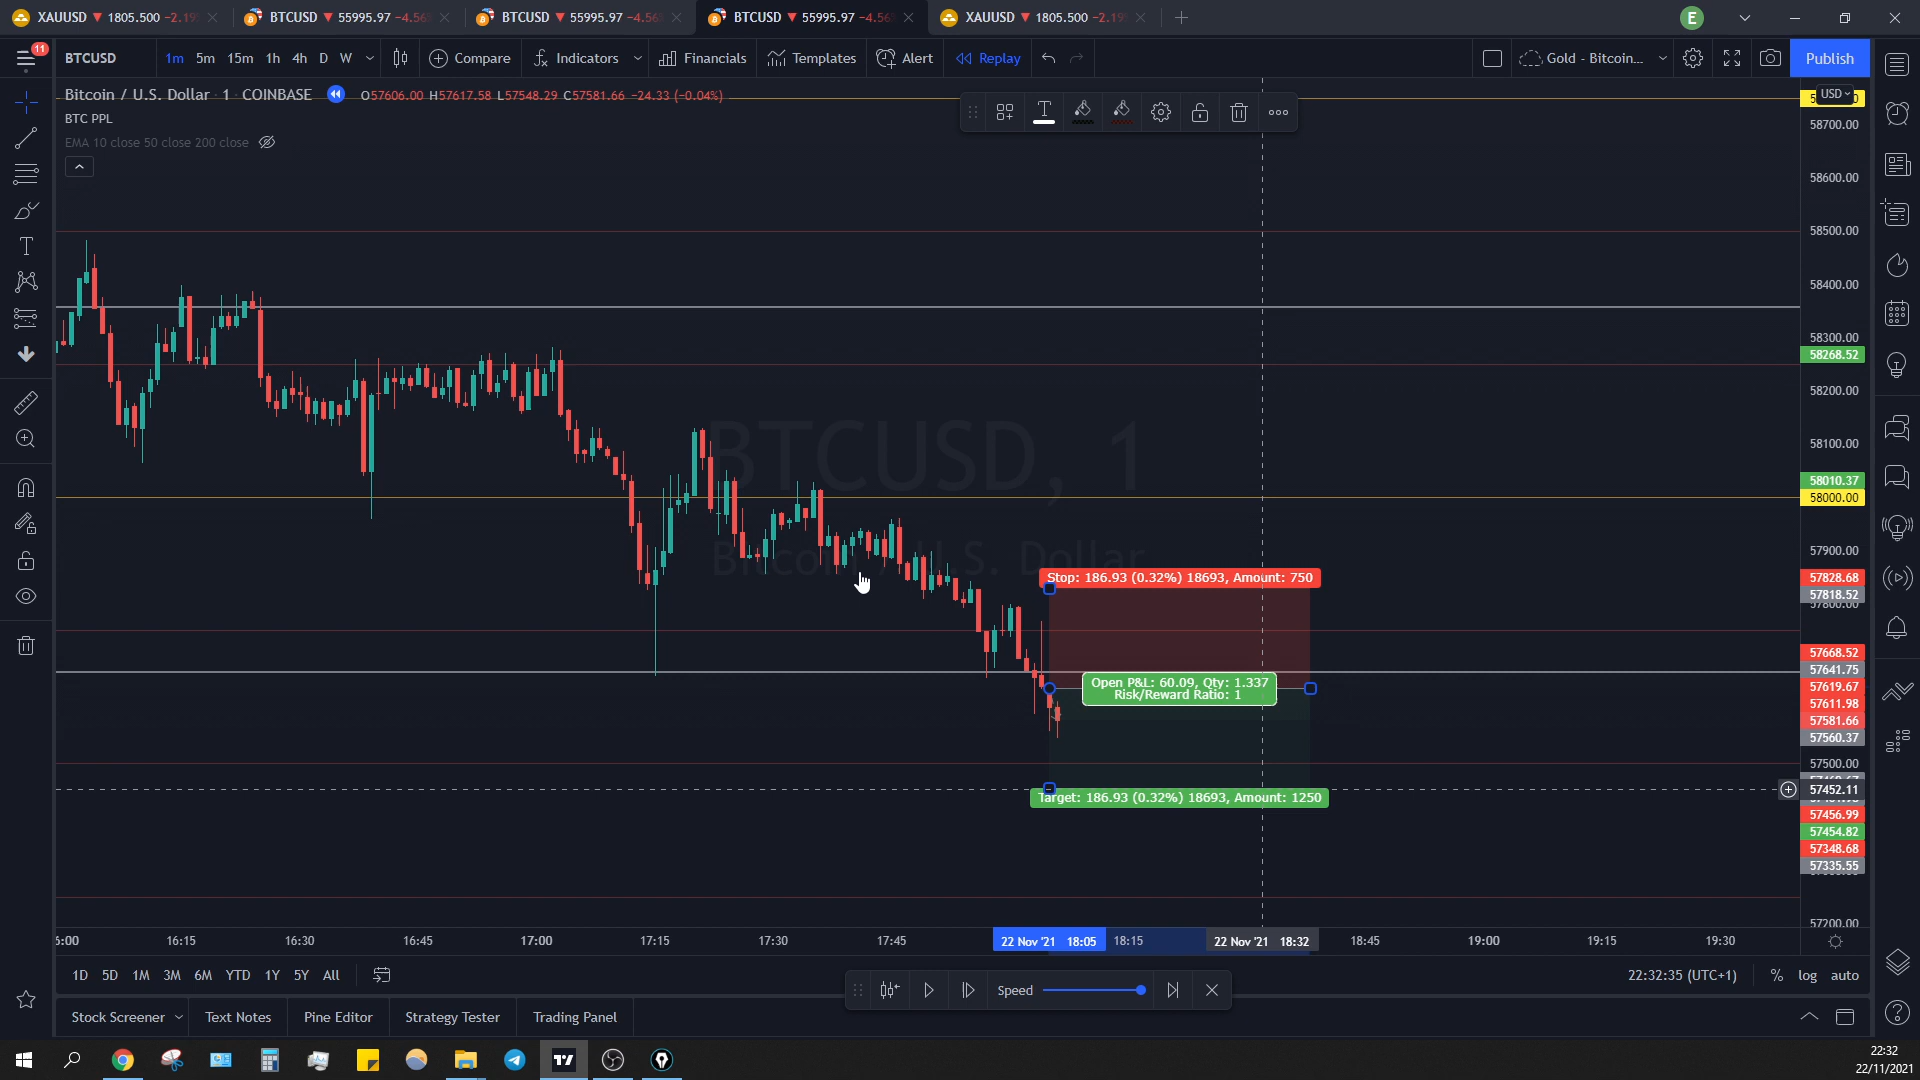 XAUUSD ▼ 1805.500 -2.19
BTCUSD ▼ 55995.97 -4.56
BTCUSD ▼ 55995.97 -4.56
BTCUSD ▼ 55995.97 -4.56
XAUUSD ▼ 1805.500 -2.19
E
11
BTCUSD
1m 5m 15m 1h 4h D W
Compare
Indicators
Financials
Templates
Alert
Replay
Gold - Bitcoin...
Publish
Bitcoin / U.S. Dollar · 1 · COINBASE
O57606.00 H57617.58 L57548.29 C57581.66 -24.33 (-0.04%)
BTC PPL
EMA 10 close 50 close 200 close
BTCUSD, 1
Bitcoin / U.S. Dollar
Stop: 186.93 (0.32%) 18693, Amount: 750
Open P&L: 60.09, Qty: 1.337
Risk/Reward Ratio: 1
Target: 186.93 (0.32%) 18693, Amount: 1250
USD
58700.00
58600.00
58500.00
58400.00
58300.00
58268.52
58200.00
58100.00
58010.37
58000.00
57900.00
57828.68
57818.52
57800.00
57668.52
57641.75
57619.67
57611.98
57581.66
57560.37
57500.00
57452.11
57456.99
57454.82
57348.68
57335.55
57200.00
16:15 16:30 16:45 17:00 17:15 17:30 17:45 22 Nov '21 18:05 18:15 22 Nov '21 18:32 18:45 19:00 19:15 19:30
1D 5D 1M 3M 6M YTD 1Y 5Y All
Speed
22:32:35 (UTC+1) % log auto
Stock Screener
Text Notes
Pine Editor
Strategy Tester
Trading Panel
22:32
22/11/2021